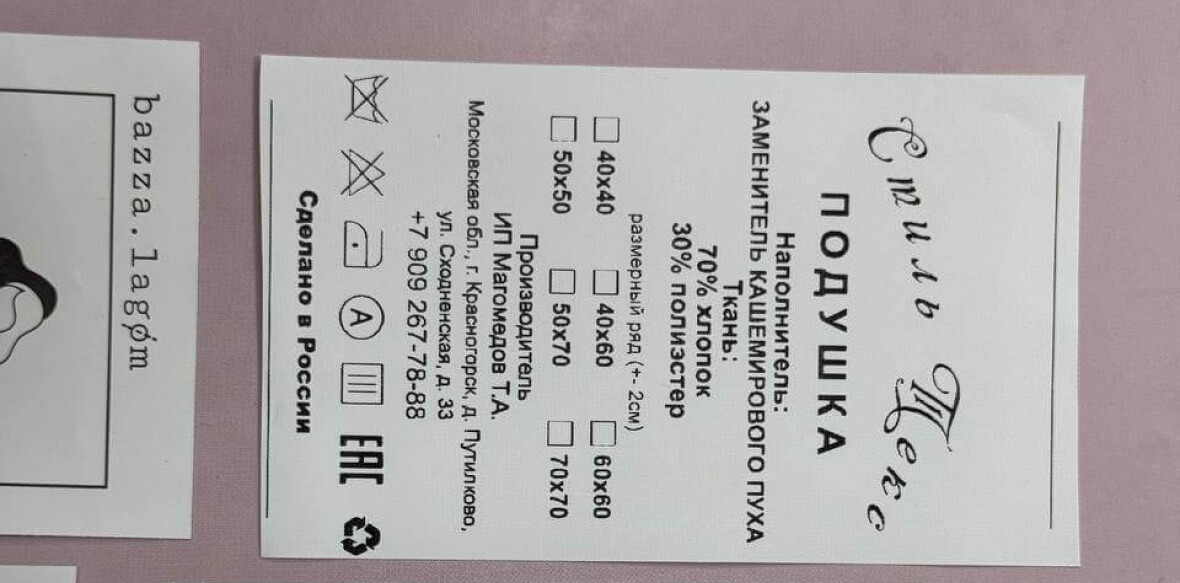 Стиль Текс
ПОДУШКА
Наполнитель:
ЗАМЕНИТЕЛЬ КАШЕМИРОВОГО ПУХА
Ткань:
70% хлопок
30% полиэстер
размерный ряд (+- 2см)
40x40 40x60 60x60
50x50 50x70 70x70
Производитель
ИП Магомедов Т.А.
Московская обл., г. Красногорск, д. Путилково,
ул. Сходненская, д. 33
+7 909 267-78-88
A EAC
Сделано в России
bazza.lagøm